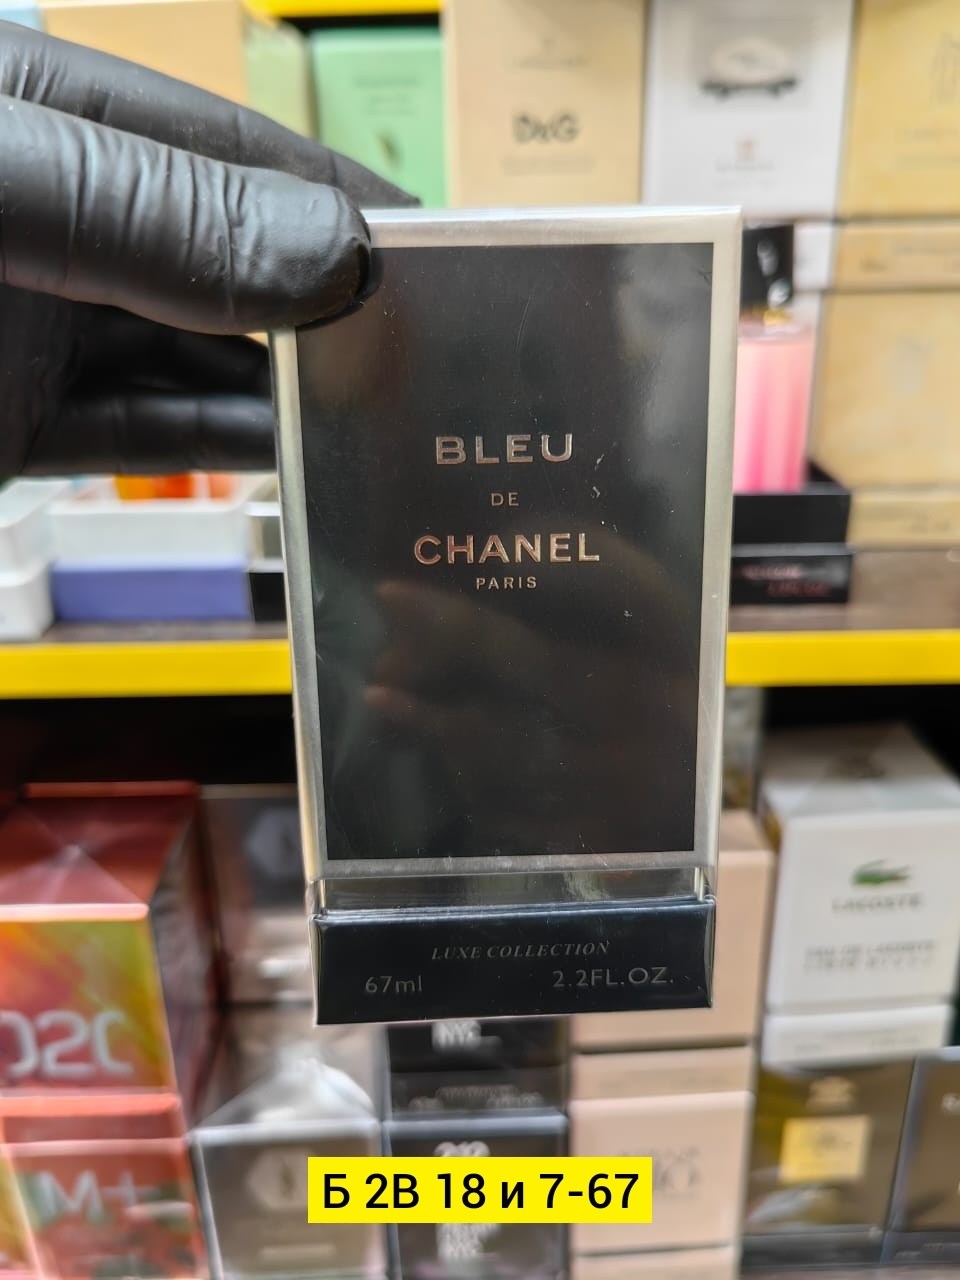 D&G
BLEU
DE
CHANEL
PARIS
LACOSTE
LUXE COLLECTION
67ml 2.2FL.OZ.
M+
Б 2В 18 и 7-67